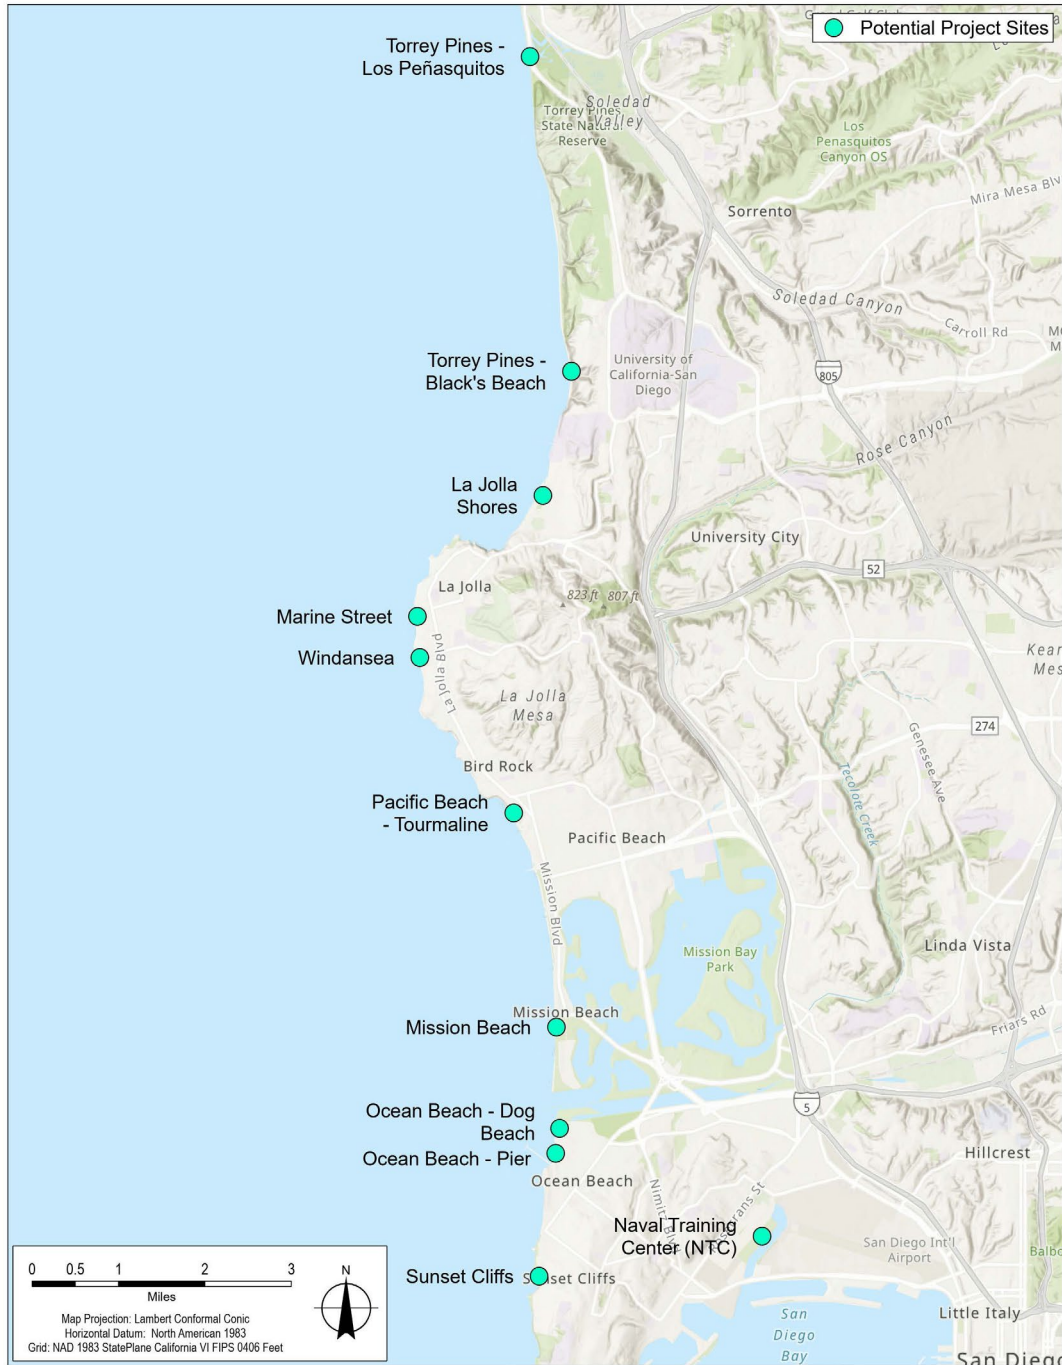 Potential Project Sites
Torrey Pines -
Los Peñasquitos
Soledad
Valley
Torrey Pines
State Natural
Reserve
Los
Penasquitos
Canyon OS
Mira Mesa Blv
Sorrento
Soledad Canyon
Carroll Rd
Torrey Pines -
Black's Beach
University of
California-San
Diego
805
Rose Canyon
La Jolla
Shores
University City
52
La Jolla
823 ft
807 ft
Marine Street
Windansea
La Jolla Blvd
Kear
Mes
La Jolla
Mesa
274
Genesee Ave
Tecolote Creek
Bird Rock
Pacific Beach
- Tourmaline
Pacific Beach
Mission Blvd
Mission Bay
Park
Linda Vista
Mission Beach
Mission Beach
Friars Rd
Ocean Beach - Dog
Beach
5
Ocean Beach - Pier
Hillcrest
Ocean Beach
Nimitz Blvd
Naval Training
Center (NTC)
San Diego Int'l
Airport
Balbo
Sunset Cliffs
Sunset Cliffs
Little Italy
San
Diego
Bay
San Diego
0 0.5 1 2 3
Miles
N
Map Projection: Lambert Conformal Conic
Horizontal Datum: North American 1983
Grid: NAD 1983 StatePlane California VI FIPS 0406 Feet